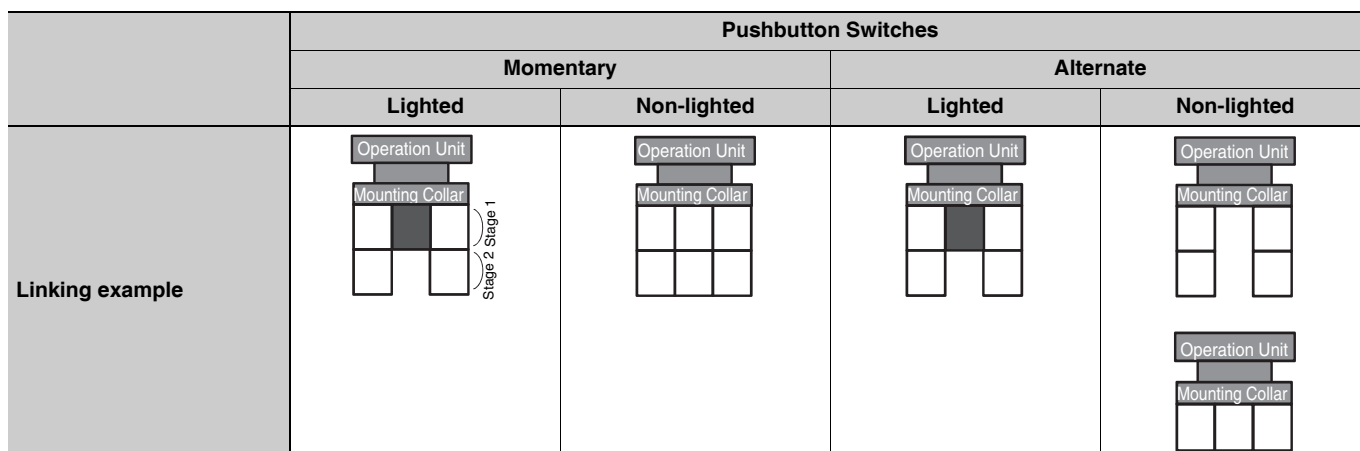 Pushbutton Switches
Momentary
Alternate
Lighted
Non-lighted
Lighted
Non-lighted
Linking example
Operation Unit
Mounting Collar
Stage 1
Stage 2
Operation Unit
Mounting Collar
Operation Unit
Mounting Collar
Operation Unit
Mounting Collar
Operation Unit
Mounting Collar